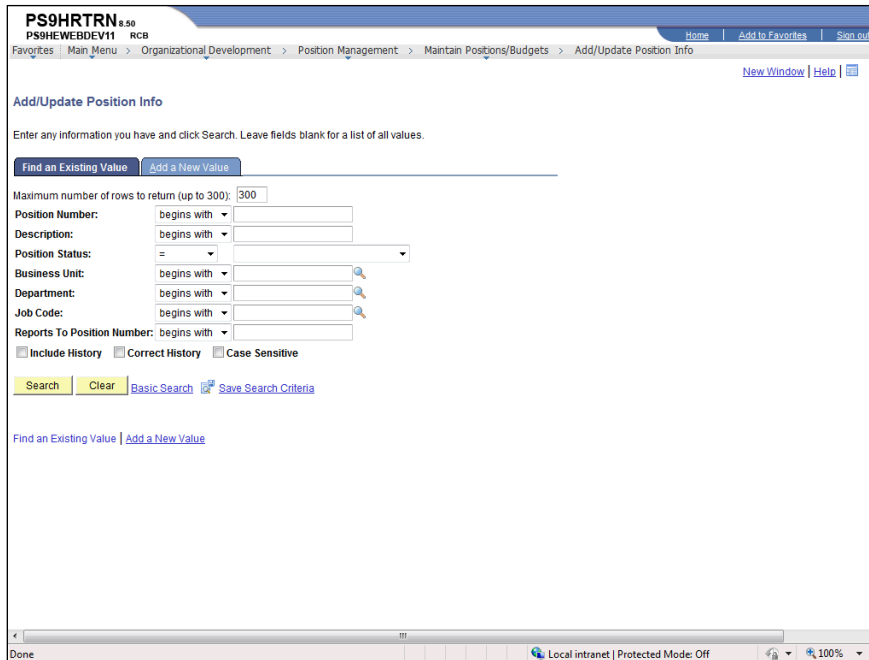 PS9HRTRN 8.50
PS9HEWEBDEV11 RCB
Home | Add to Favorites | Sign out
Favorites Main Menu > Organizational Development > Position Management > Maintain Positions/Budgets > Add/Update Position Info
New Window | Help |
Add/Update Position Info
Enter any information you have and click Search. Leave fields blank for a list of all values.
Find an Existing Value Add a New Value
Maximum number of rows to return (up to 300): 300
Position Number: begins with
Description: begins with
Position Status: =
Business Unit: begins with
Department: begins with
Job Code: begins with
Reports To Position Number: begins with
Include History Correct History Case Sensitive
Search Clear Basic Search Save Search Criteria
Find an Existing Value | Add a New Value
Done Local intranet | Protected Mode: Off 100%